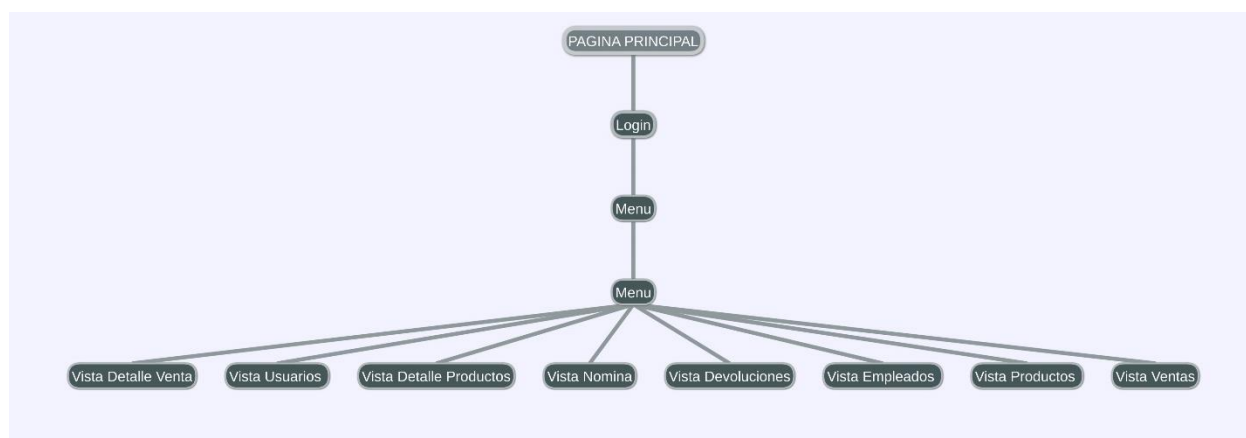 PAGINA PRINCIPAL
Login
Menu
Menu
Vista Detalle Venta
Vista Usuarios
Vista Detalle Productos
Vista Nomina
Vista Devoluciones
Vista Empleados
Vista Productos
Vista Ventas